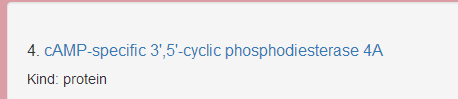 4. cAMP-specific 3',5'-cyclic phosphodiesterase 4A
Kind: protein